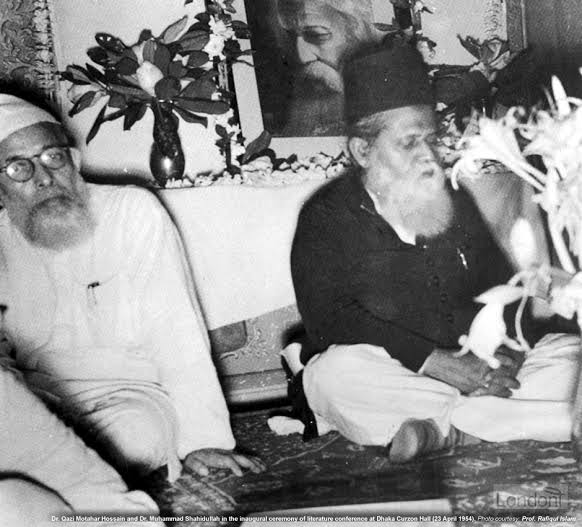 Londoni
Dr. Qazi Motahar Hossain and Dr. Muhammad Shahidullah in the inaugural ceremony of literature conference at Dhaka Curzon Hall (23 April 1954), Photo courtesy: Prof. Rafiqul Islam